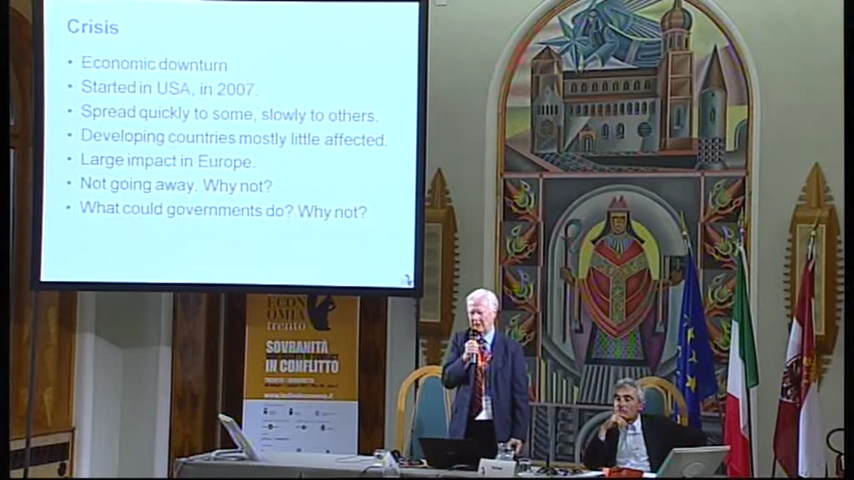 Crisis
• Economic downturn
• Started in USA, in 2007.
• Spread quickly to some, slowly to others.
• Developing countries mostly little affected.
• Large impact in Europe.
• Not going away. Why not?
• What could governments do? Why not?
ECON
OMIA
trento
SOVRANITÀ
IN CONFLITTO